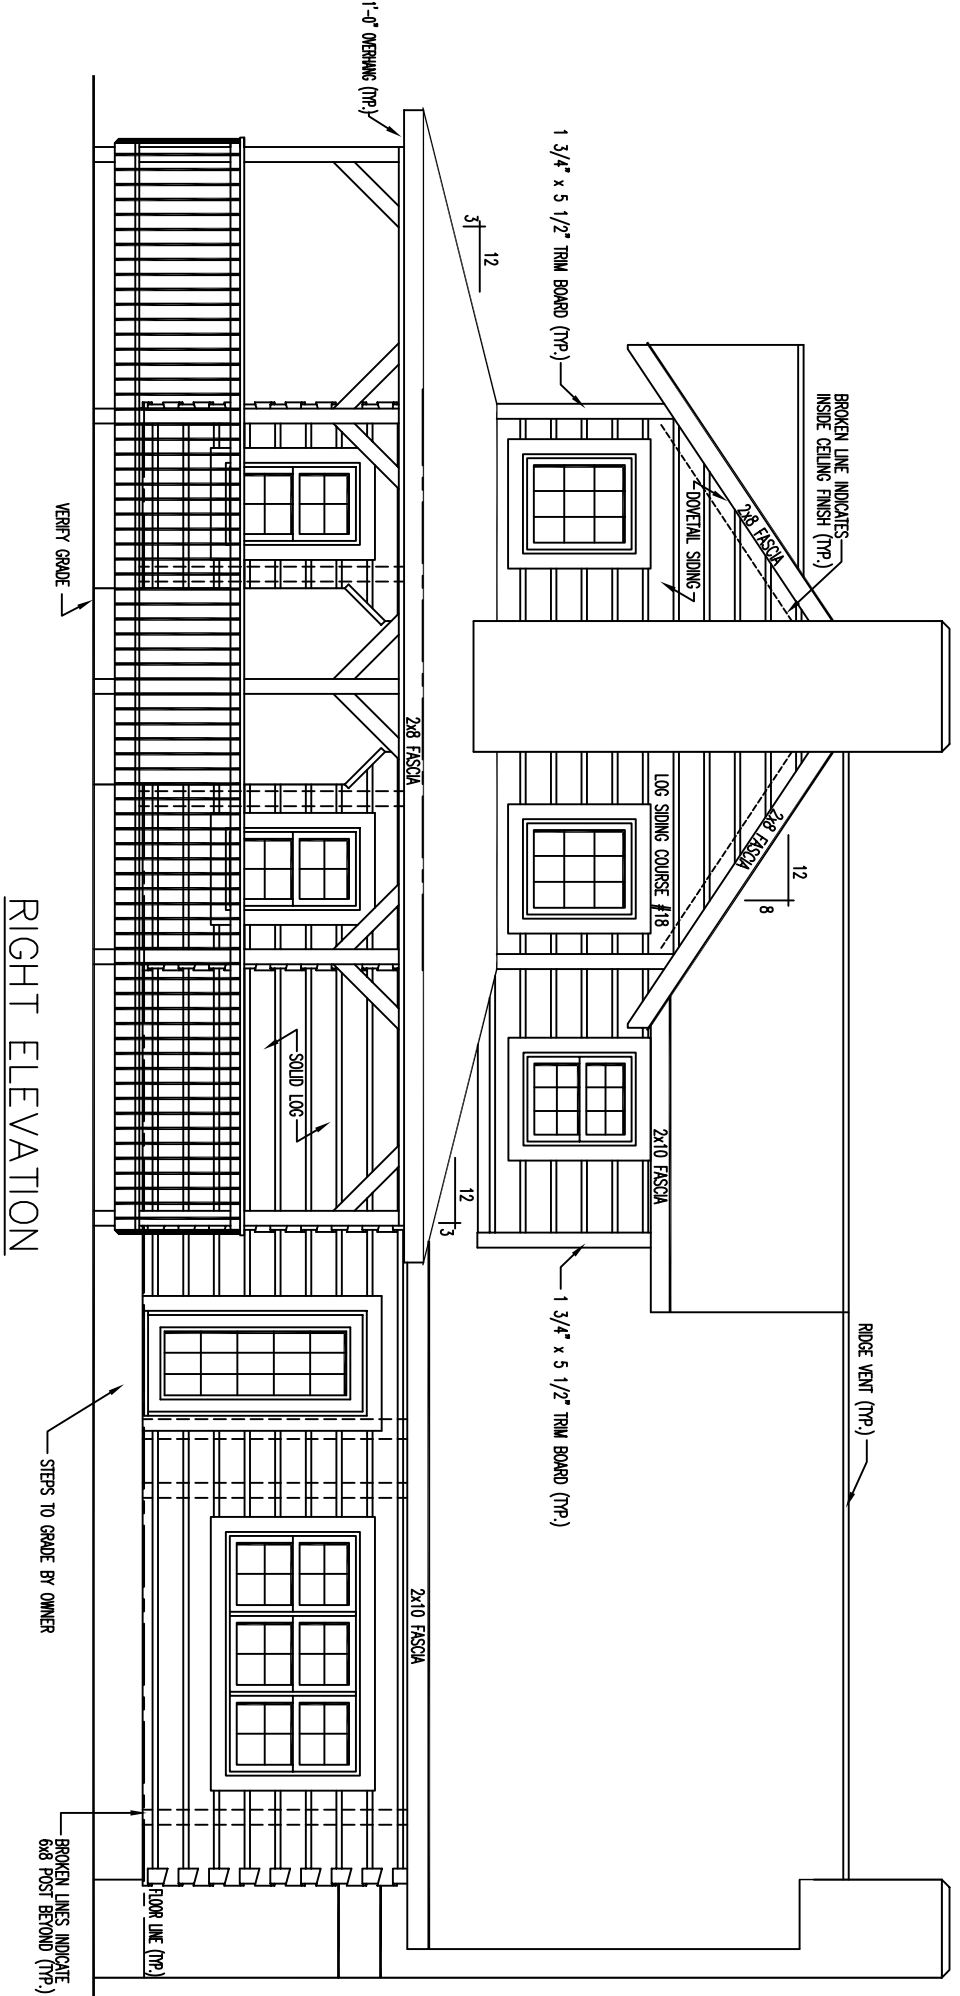 RIDGE VENT (TYP.)
BROKEN LINE INDICATES
INSIDE CEILING FINISH (TYP.)
12
8
2x8 FASCIA
2x8 FASCIA
DOVETAIL SIDING
LOG SIDING COURSE #18
2x10 FASCIA
1 3/4" x 5 1/2" TRIM BOARD (TYP.)
1 3/4" x 5 1/2" TRIM BOARD (TYP.)
12
3
12
3
1'-0" OVERHANG (TYP.)
2x8 FASCIA
2x10 FASCIA
SOLID LOG
FLOOR LINE (TYP.)
VERIFY GRADE
STEPS TO GRADE BY OWNER
BROKEN LINES INDICATE
6x8 POST BEYOND (TYP.)
RIGHT ELEVATION